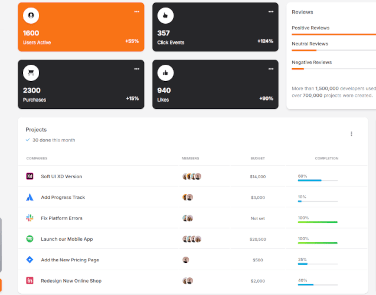 1600
Users Active
+55%
357
Click Events
+124%
2300
Purchases
+15%
940
Likes
+90%
Reviews
Positive Reviews
Neutral Reviews
Negative Reviews
More than 1,500,000 developers used
over 700,000 projects were created.
Projects
✓ 30 done this month
COMPANIES
MEMBERS
BUDGET
COMPLETION
Soft UI XD Version
$14,000
60%
Add Progress Track
$3,000
10%
Fix Platform Errors
Not set
100%
Launch our Mobile App
$20,500
100%
Add the New Pricing Page
$500
25%
Redesign New Online Shop
$2,000
40%